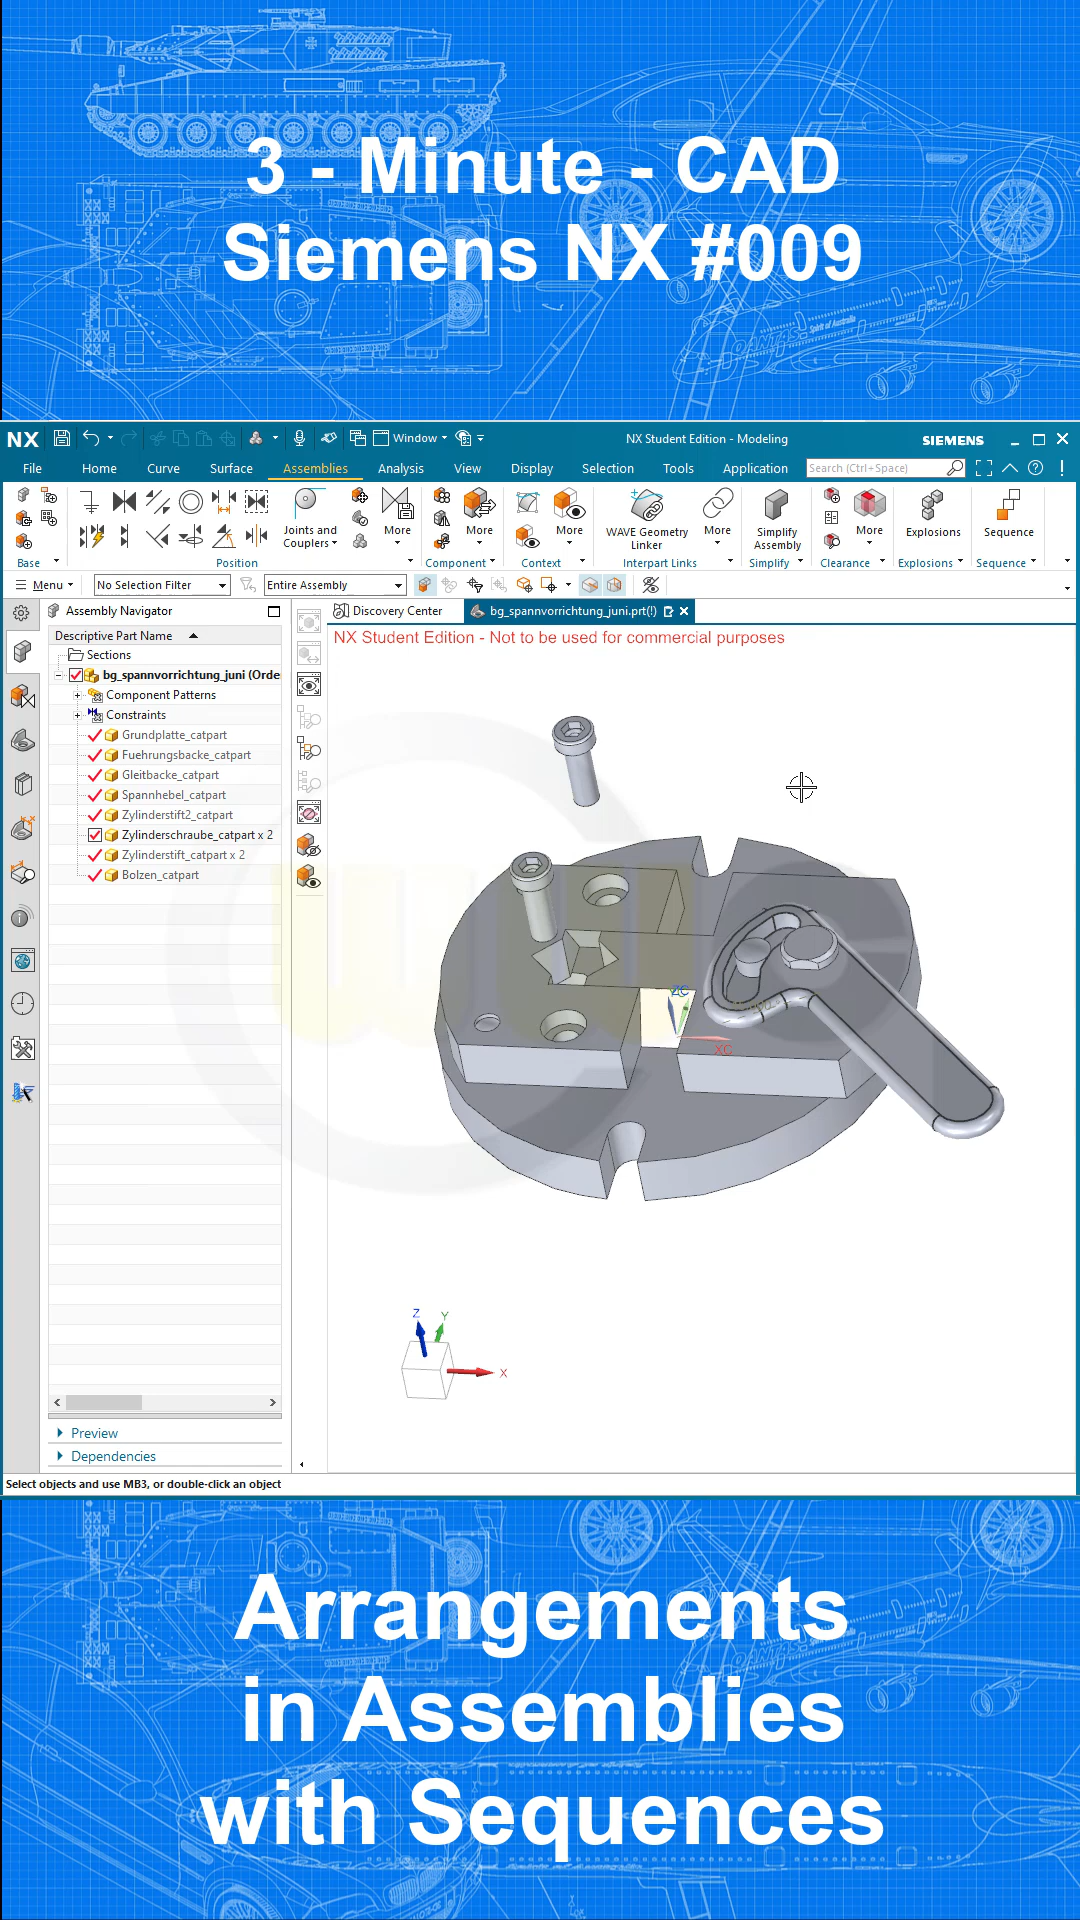 3 - Minute - CAD
Siemens NX #009
NX
Window
NX Student Edition - Modeling
SIEMENS
File
Home
Curve
Surface
Assemblies
Analysis
View
Display
Selection
Tools
Application
Search (Ctrl+Space)
Joints and
Couplers
More
More
More
WAVE Geometry
Linker
More
Simplify
Assembly
More
Explosions
Sequence
Base
Position
Component
Context
Interpart Links
Simplify
Clearance
Explosions
Sequence
Menu
No Selection Filter
Entire Assembly
Assembly Navigator
Discovery Center
bg_spannvorrichtung_juni.prt(!)
Descriptive Part Name
NX Student Edition - Not to be used for commercial purposes
Sections
bg_spannvorrichtung_juni (Orde
Component Patterns
Constraints
Grundplatte_catpart
Fuehrungsbacke_catpart
Gleitbacke_catpart
Spannhebel_catpart
Zylinderstift2_catpart
Zylinderschraube_catpart x 2
Zylinderstift_catpart x 2
Bolzen_catpart
ZC
XC
Z
Y
X
Preview
Dependencies
Select objects and use MB3, or double-click an object
Arrangements
in Assemblies
with Sequences